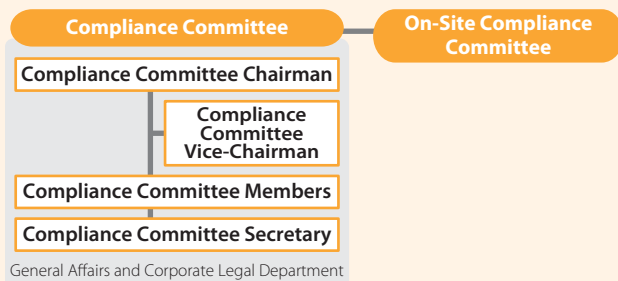 Compliance Committee
On-Site Compliance
Committee
Compliance Committee Chairman
Compliance
Committee
Vice-Chairman
Compliance Committee Members
Compliance Committee Secretary
General Affairs and Corporate Legal Department